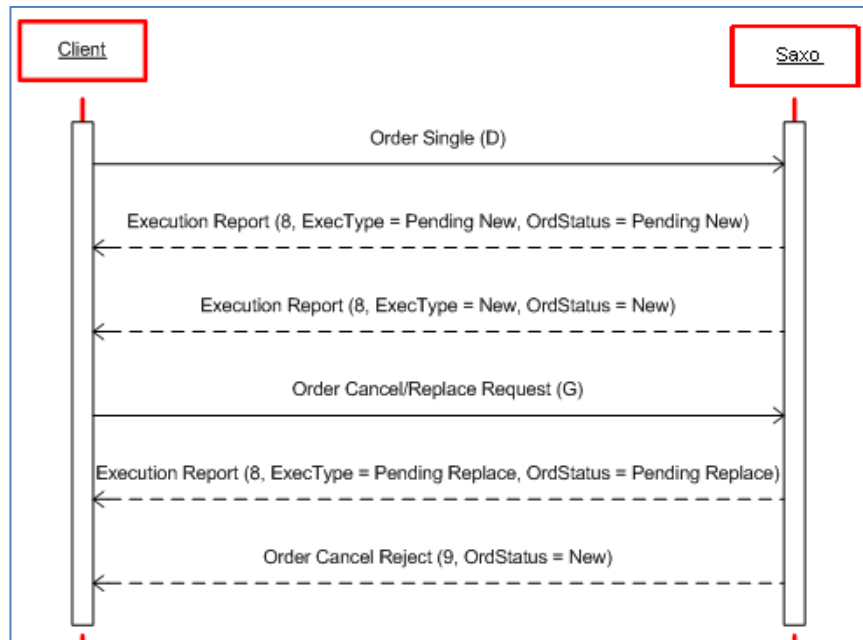 Client
Saxo
Order Single (D)
Execution Report (8, ExecType = Pending New, OrdStatus = Pending New)
Execution Report (8, ExecType = New, OrdStatus = New)
Order Cancel/Replace Request (G)
Execution Report (8, ExecType = Pending Replace, OrdStatus = Pending Replace)
Order Cancel Reject (9, OrdStatus = New)